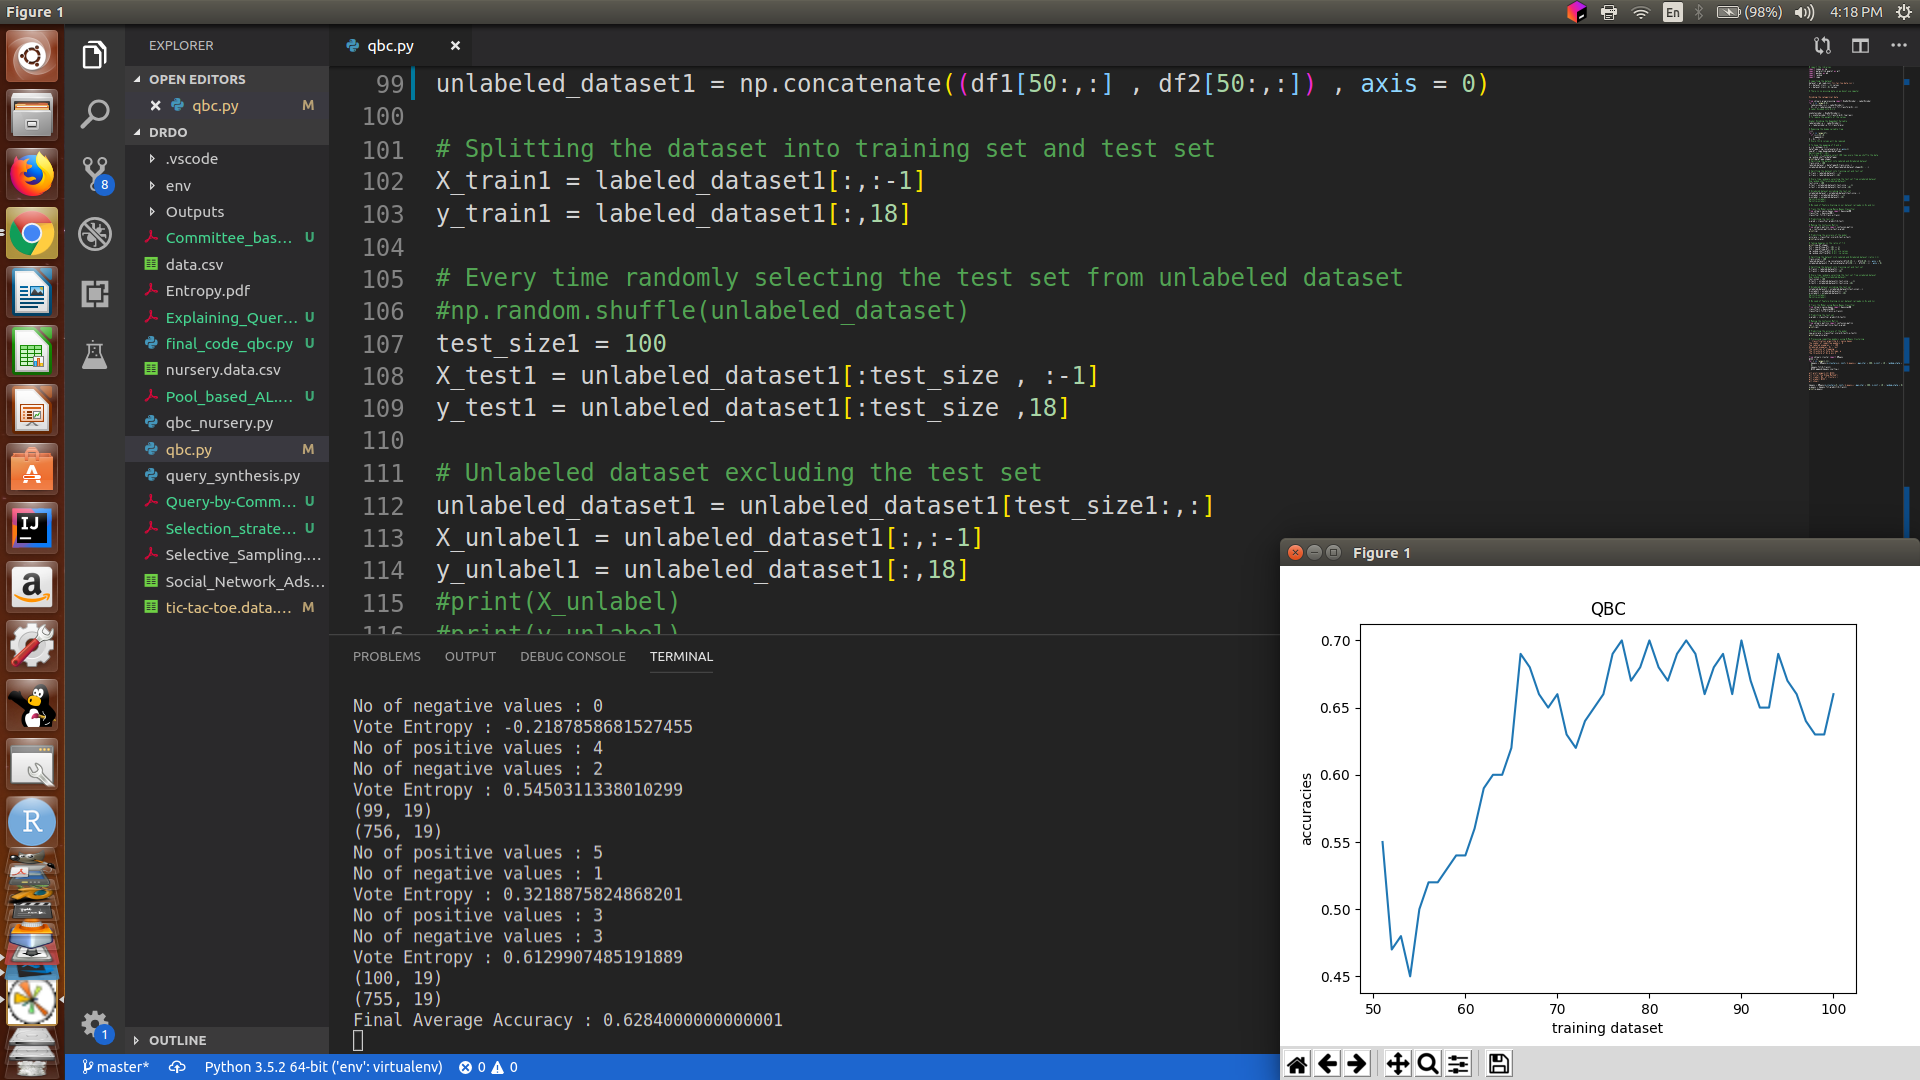 Figure 1
En
(98%)
4:18 PM
EXPLORER
OPEN EDITORS
qbc.py M
DRDO
.vscode
env
Outputs
Committee_bas... U
data.csv
Entropy.pdf
Explaining_Quer... U
final_code_qbc.py U
nursery.data.csv
Pool_based_AL.... U
qbc_nursery.py
qbc.py M
query_synthesis.py
Query-by-Comm... U
Selection_strate... U
Selective_Sampling....
Social_Network_Ads...
tic-tac-toe.data.... M
OUTLINE
8
1
qbc.py
99 unlabeled_dataset1 = np.concatenate((df1[50:,:] , df2[50:,:]) , axis = 0)
100
101 # Splitting the dataset into training set and test set
102 X_train1 = labeled_dataset1[:,:-1]
103 y_train1 = labeled_dataset1[:,18]
104
105 # Every time randomly selecting the test set from unlabeled dataset
106 #np.random.shuffle(unlabeled_dataset)
107 test_size1 = 100
108 X_test1 = unlabeled_dataset1[:test_size , :-1]
109 y_test1 = unlabeled_dataset1[:test_size ,18]
110
111 # Unlabeled dataset excluding the test set
112 unlabeled_dataset1 = unlabeled_dataset1[test_size1:,:]
113 X_unlabel1 = unlabeled_dataset1[:,:-1]
114 y_unlabel1 = unlabeled_dataset1[:,18]
115 #print(X_unlabel)
116 #print(y_unlabel)
PROBLEMS OUTPUT DEBUG CONSOLE TERMINAL
No of negative values : 0
Vote Entropy : -0.2187858681527455
No of positive values : 4
No of negative values : 2
Vote Entropy : 0.5450311338010299
(99, 19)
(756, 19)
No of positive values : 5
No of negative values : 1
Vote Entropy : 0.3218875824868201
No of positive values : 3
No of negative values : 3
Vote Entropy : 0.6129907485191889
(100, 19)
(755, 19)
Final Average Accuracy : 0.6284000000000001
master*
Python 3.5.2 64-bit ('env': virtualenv)
0
0
Figure 1
QBC
0.70
0.65
0.60
0.55
0.50
0.45
accuracies
50 60 70 80 90 100
training dataset
IJ
a
R
A